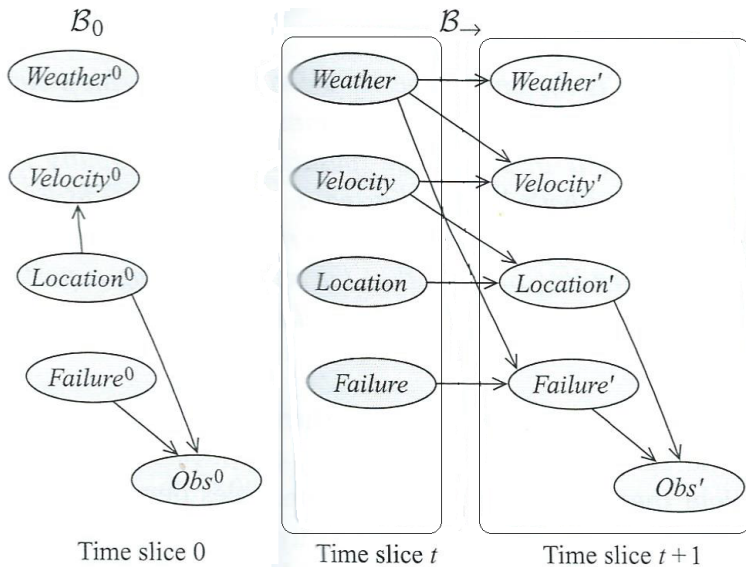 B₀
Weather⁰
Velocity⁰
Location⁰
Failure⁰
Obs⁰
Time slice 0
B→
Weather
Velocity
Location
Failure
Time slice t
Weather'
Velocity'
Location'
Failure'
Obs'
Time slice t+1